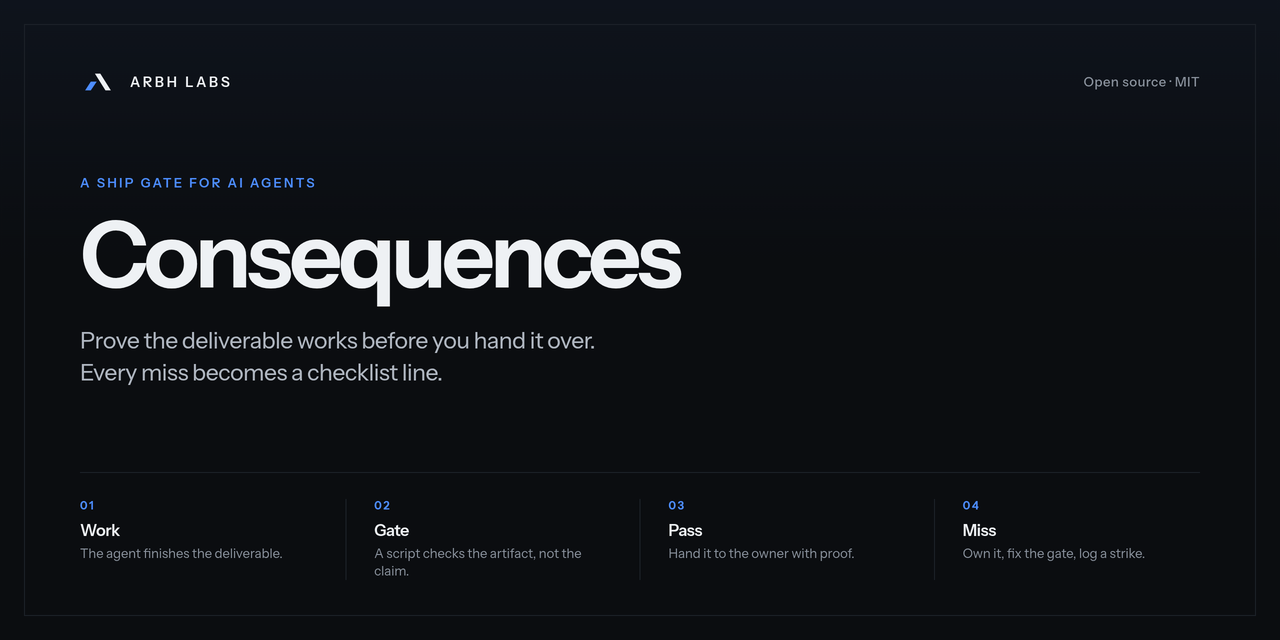 ARBH LABS
Open source · MIT
A SHIP GATE FOR AI AGENTS
Consequences
Prove the deliverable works before you hand it over.
Every miss becomes a checklist line.
01
Work
The agent finishes the deliverable.
02
Gate
A script checks the artifact, not the
claim.
03
Pass
Hand it to the owner with proof.
04
Miss
Own it, fix the gate, log a strike.